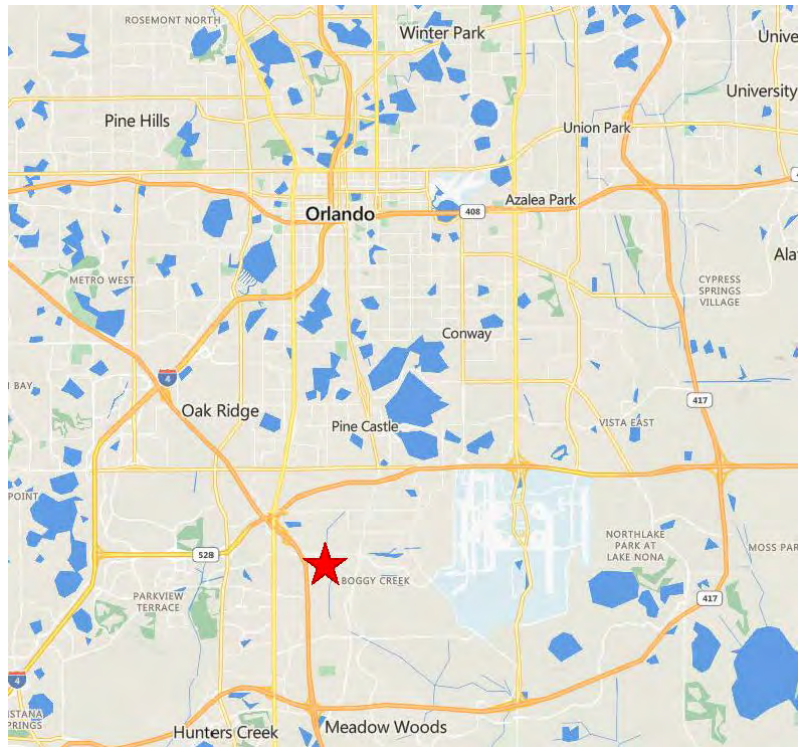 ROSEMONT NORTH
Winter Park
University
Pine Hills
Union Park
Orlando
408
Azalea Park
METRO WEST
CYPRESS
SPRINGS
VILLAGE
Conway
4
BAY
Oak Ridge
417
Pine Castle
VISTA EAST
POINT
528
NORTHLAKE
PARK AT
LAKE NONA
MOSS PAR
BOGGY CREEK
PARKVIEW
TERRACE
417
4
ISTANA
SPRINGS
Hunters Creek
Meadow Woods